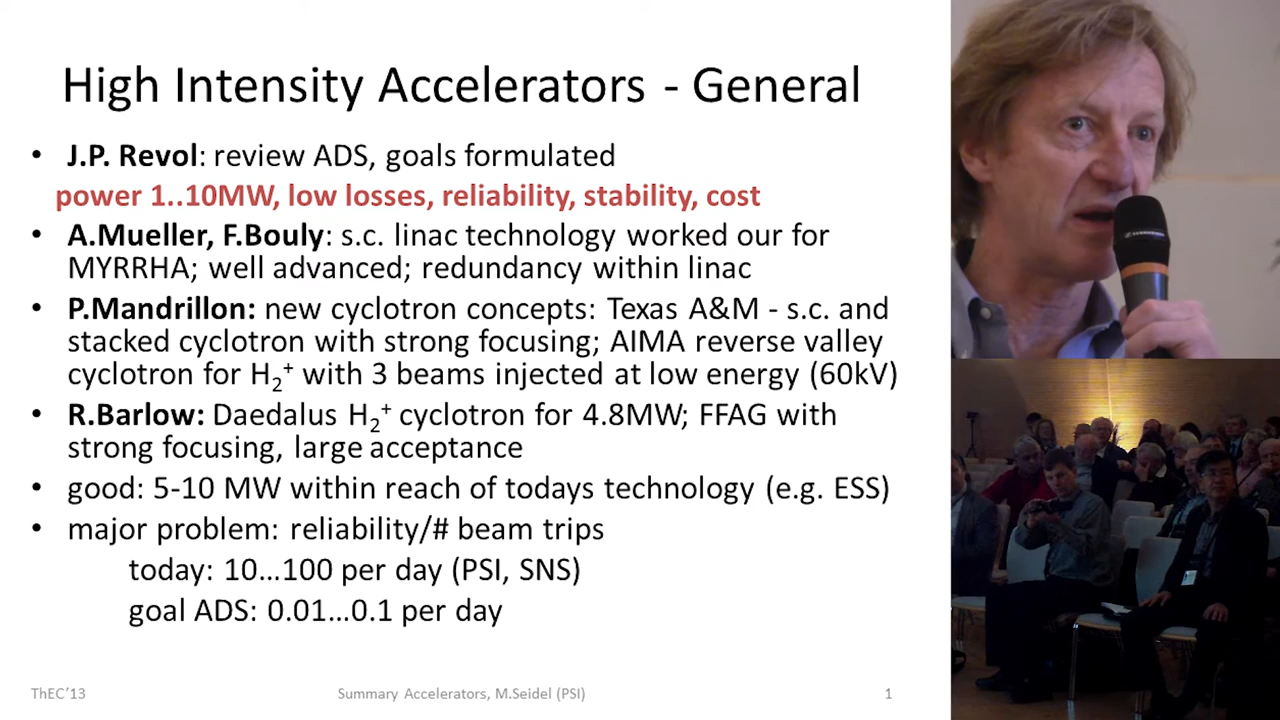 High Intensity Accelerators - General
• J.P. Revol: review ADS, goals formulated
power 1..10MW, low losses, reliability, stability, cost
• A.Mueller, F.Bouly: s.c. linac technology worked our for
MYRRHA; well advanced; redundancy within linac
• P.Mandrillon: new cyclotron concepts: Texas A&M - s.c. and
stacked cyclotron with strong focusing; AIMA reverse valley
cyclotron for H₂⁺ with 3 beams injected at low energy (60kV)
• R.Barlow: Daedalus H₂⁺ cyclotron for 4.8MW; FFAG with
strong focusing, large acceptance
• good: 5-10 MW within reach of todays technology (e.g. ESS)
• major problem: reliability/# beam trips
today: 10…100 per day (PSI, SNS)
goal ADS: 0.01…0.1 per day
ThEC’13
Summary Accelerators, M.Seidel (PSI)
1